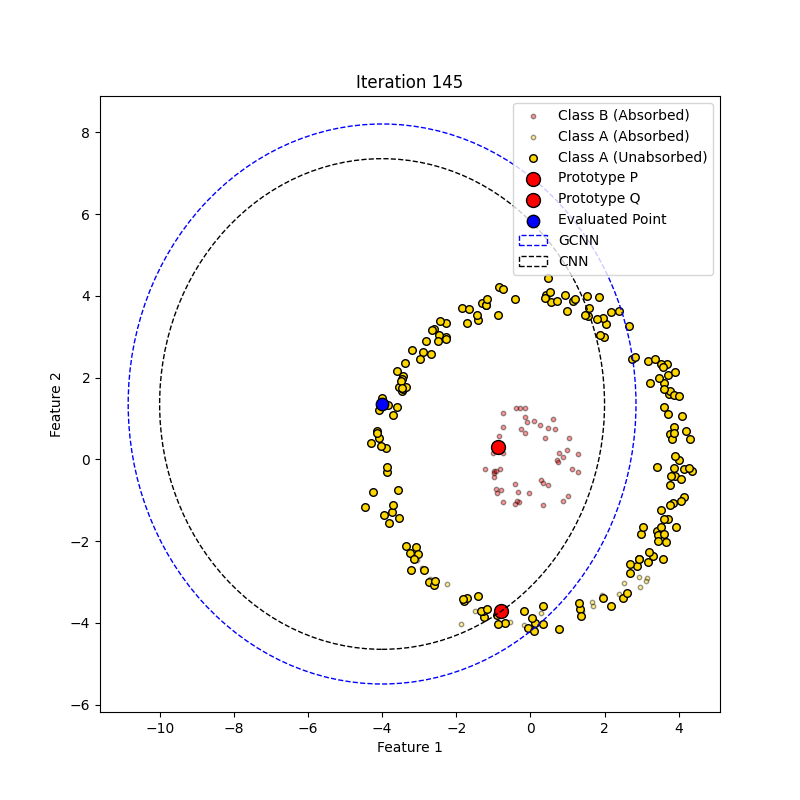 Iteration 145
Class B (Absorbed)
Class A (Absorbed)
Class A (Unabsorbed)
Prototype P
Prototype Q
Evaluated Point
GCNN
CNN
8
6
4
2
0
−2
−4
−6
Feature 2
−10
−8
−6
−4
−2
0
2
4
Feature 1